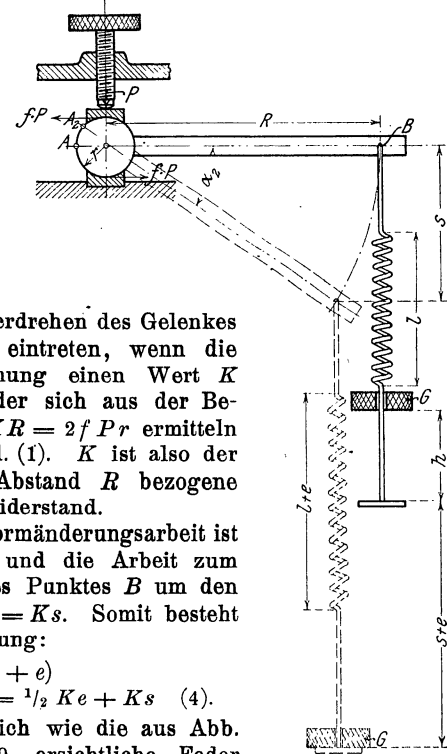 P
f·P
A₂
A
r
f·P
R
B
α₂
s
l
G
h
l+e
s+e
G
erdrehen des Gelenkes
eintreten, wenn die
nung einen Wert K
der sich aus der Be-
KR = 2 f P r ermitteln
l. (1). K ist also der
Abstand R bezogene
iderstand.
ormänderungsarbeit ist
und die Arbeit zum
s Punktes B um den
= Ks. Somit besteht
ung:
+ e)
= ¹/₂ Ke + Ks (4).
ich wie die aus Abb.
ersichtliche Feder